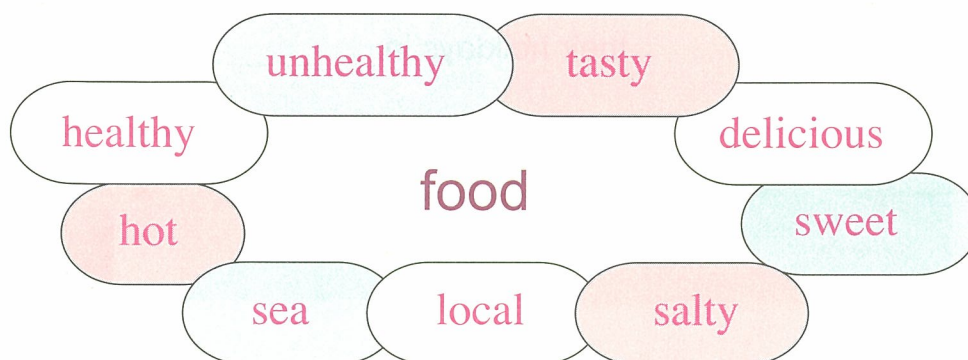 unhealthy tasty
healthy delicious
food
hot sweet
sea local salty